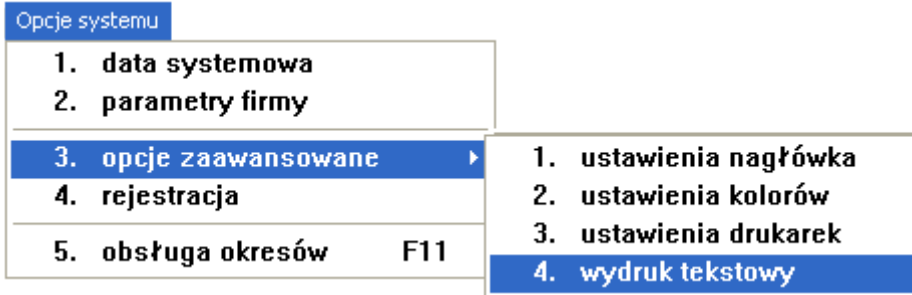 Opcje systemu
1. data systemowa
2. parametry firmy
3. opcje zaawansowane
4. rejestracja
5. obsługa okresów F11
1. ustawienia nagłówka
2. ustawienia kolorów
3. ustawienia drukarek
4. wydruk tekstowy